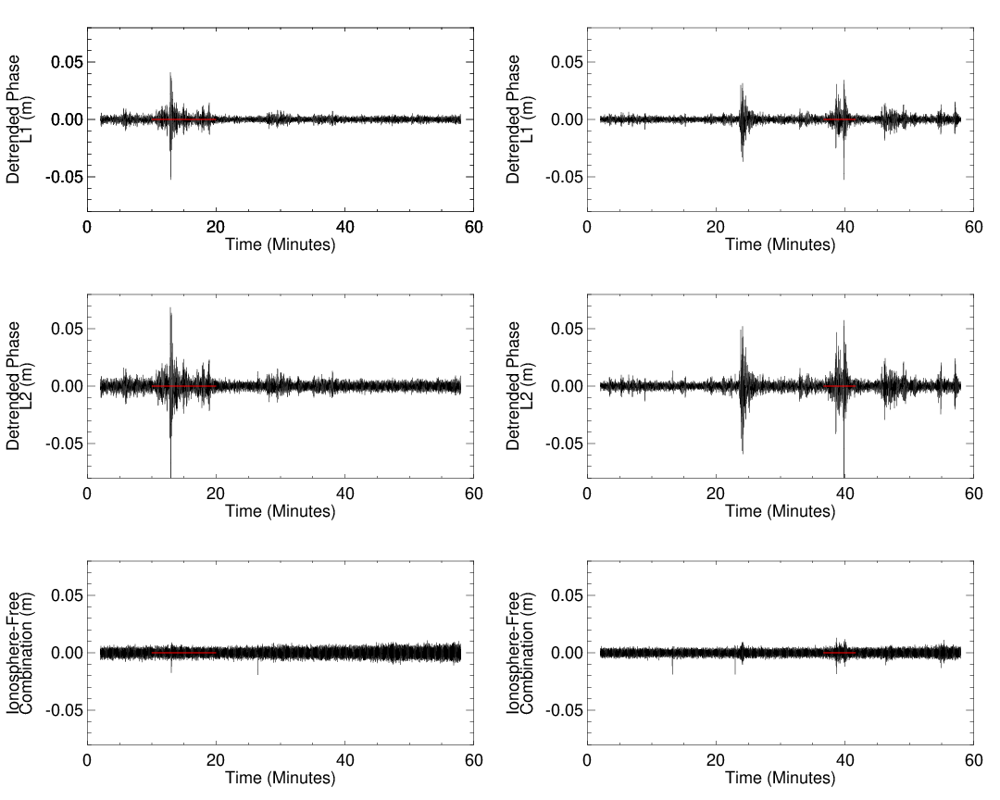 Detrended Phase
L1 (m)
0.05
0.00
-0.05
0 20 40 60
Time (Minutes)
Detrended Phase
L1 (m)
0.05
0.00
-0.05
0 20 40 60
Time (Minutes)
Detrended Phase
L2 (m)
0.05
0.00
-0.05
0 20 40 60
Time (Minutes)
Detrended Phase
L2 (m)
0.05
0.00
-0.05
0 20 40 60
Time (Minutes)
Ionosphere-Free
Combination (m)
0.05
0.00
-0.05
0 20 40 60
Time (Minutes)
Ionosphere-Free
Combination (m)
0.05
0.00
-0.05
0 20 40 60
Time (Minutes)